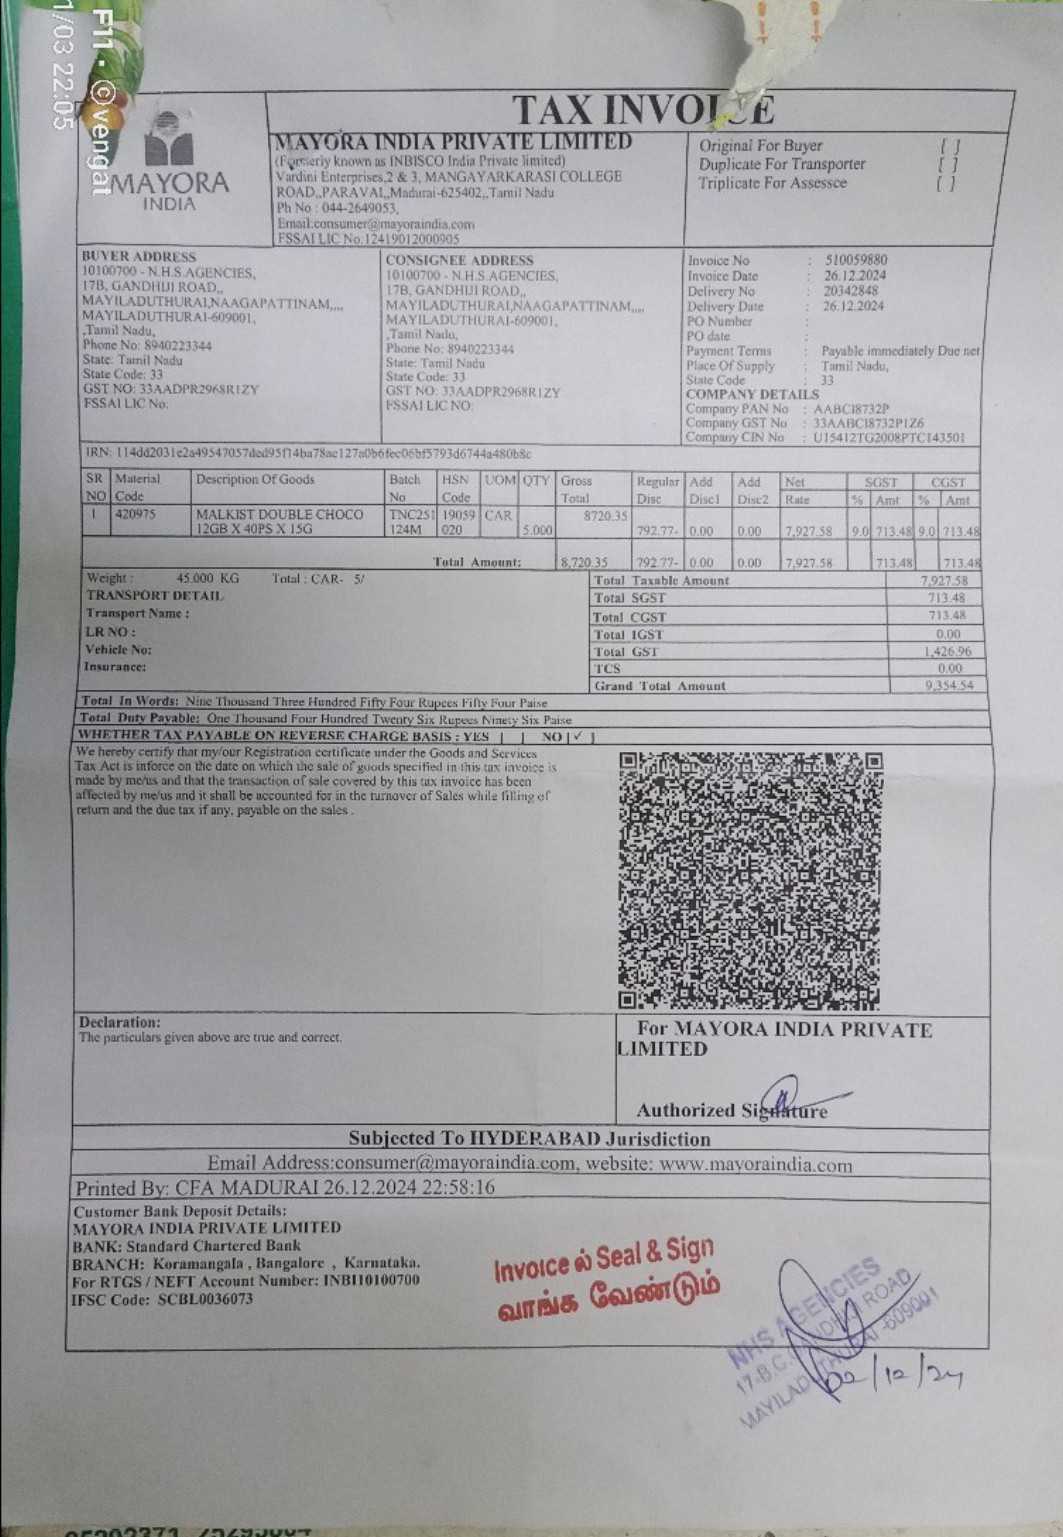 F11 · ©vengat
1/03 22:05
TAX INVOICE
MAYORA
INDIA
MAYORA INDIA PRIVATE LIMITED
(Formerly known as INBISCO India Private limited)
Vardini Enterprises,2 & 3, MANGAYARKARASI COLLEGE
ROAD,,PARAVAI,,Madurai-625402,,Tamil Nadu
Ph No : 044-2649053,
Email:consumer@mayoraindia.com
FSSAI LIC No:12419012000905
Original For Buyer [ ]
Duplicate For Transporter [ ]
Triplicate For Assessce [ ]
BUYER ADDRESS
10100700 - N.H.S.AGENCIES,
17B, GANDHIJI ROAD,,
MAYILADUTHURAI,NAAGAPATTINAM,,,,
MAYILADUTHURAI-609001,
,Tamil Nadu,
Phone No: 8940223344
State: Tamil Nadu
State Code: 33
GST NO: 33AADPR2968R1ZY
FSSAI LIC No:
CONSIGNEE ADDRESS
10100700 - N.H.S.AGENCIES,
17B, GANDHIJI ROAD,,
MAYILADUTHURAI,NAAGAPATTINAM,,,,
MAYILADUTHURAI-609001,
,Tamil Nadu,
Phone No: 8940223344
State: Tamil Nadu
State Code: 33
GST NO: 33AADPR2968R1ZY
FSSAI LIC NO:
Invoice No : 510059880
Invoice Date : 26.12.2024
Delivery No : 20342848
Delivery Date : 26.12.2024
PO Number :
PO date :
Payment Terms : Payable immediately Due net
Place Of Supply : Tamil Nadu,
State Code : 33
COMPANY DETAILS
Company PAN No : AABCI8732P
Company GST No : 33AABCI8732P1Z6
Company CIN No : U15412TG2008PTC143501
IRN:
SR NO Material Code Description Of Goods Batch No HSN Code UOM QTY Gross Total Regular Disc Add Disc1 Add Disc2 Net Rate SGST % Amt CGST % Amt
1 420975 MALKIST DOUBLE CHOCO TNC251 19059 CAR 8720.35
12GB X 40PS X 15G 124M 020 5.000 792.77- 0.00 0.00 7,927.58 9.0 713.48 9.0 713.48
Total Amount: 8,720.35 792.77- 0.00 0.00 7,927.58 713.48 713.48
Weight : 45.000 KG Total : CAR- 5/
TRANSPORT DETAIL
Transport Name :
LR NO :
Vehicle No:
Insurance:
Total Taxable Amount 7,927.58
Total SGST 713.48
Total CGST 713.48
Total IGST 0.00
Total GST 1,426.96
TCS 0.00
Grand Total Amount 9,354.54
Total In Words: Nine Thousand Three Hundred Fifty Four Rupees Fifty Four Paise
Total Duty Payable: One Thousand Four Hundred Twenty Six Rupees Ninety Six Paise
WHETHER TAX PAYABLE ON REVERSE CHARGE BASIS : YES [ ] NO [✓ ]
We hereby certify that my/our Registration certificate under the Goods and Services
Tax Act is inforce on the date on which the sale of goods specified in this tax invoice is
made by me/us and that the transaction of sale covered by this tax invoice has been
affected by me/us and it shall be accounted for in the turnover of Sales while filling of
return and the due tax if any, payable on the sales .
Declaration:
The particulars given above are true and correct.
For MAYORA INDIA PRIVATE
LIMITED
Authorized Signature
Subjected To HYDERABAD Jurisdiction
Email Address:consumer@mayoraindia.com, website: www.mayoraindia.com
Printed By: CFA MADURAI 26.12.2024 22:58:16
Customer Bank Deposit Details:
MAYORA INDIA PRIVATE LIMITED
BANK: Standard Chartered Bank
BRANCH: Koramangala , Bangalore , Karnataka.
For RTGS / NEFT Account Number: INBI10100700
IFSC Code: SCBL0036073
Invoice ல் Seal & Sign
வாங்க வேண்டும்
NHS AGENCIES
17-B.C. GANDHIJI ROAD
MAYILADUTHURAI -609001
/12/24